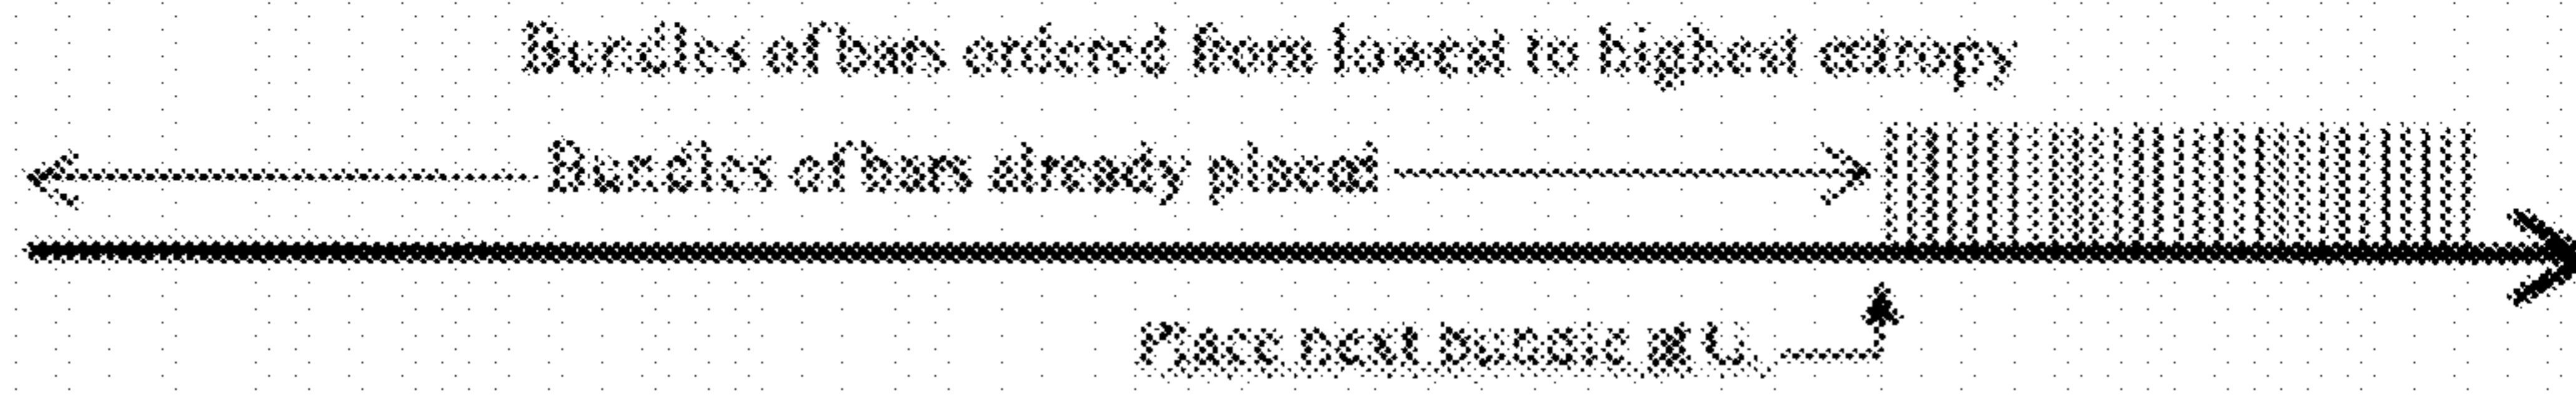 Bundles of bars ordered from lowest to highest entropy
Bundles of bars already placed
Place next bundle at